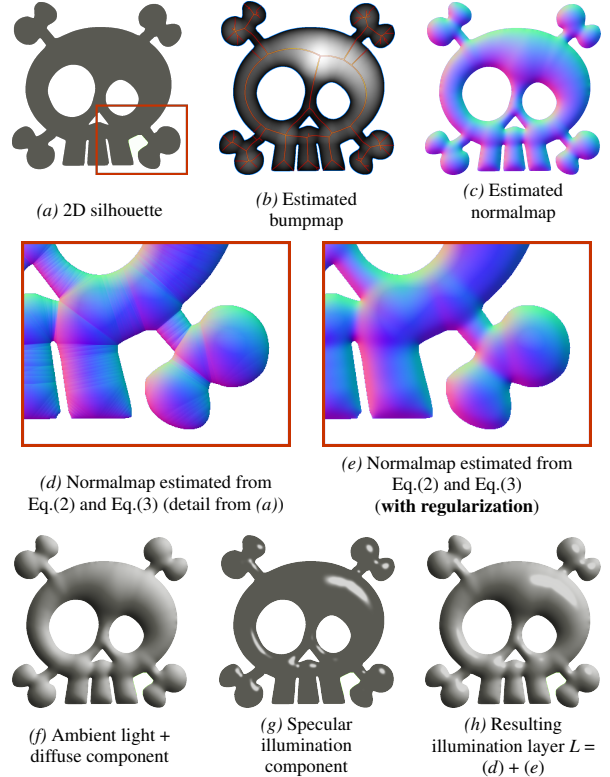 (a) 2D silhouette
(b) Estimated
bumpmap
(c) Estimated
normalmap
(d) Normalmap estimated from
Eq.(2) and Eq.(3) (detail from (a))
(e) Normalmap estimated from
Eq.(2) and Eq.(3)
(with regularization)
(f) Ambient light +
diffuse component
(g) Specular
illumination
component
(h) Resulting
illumination layer L =
(d) + (e)